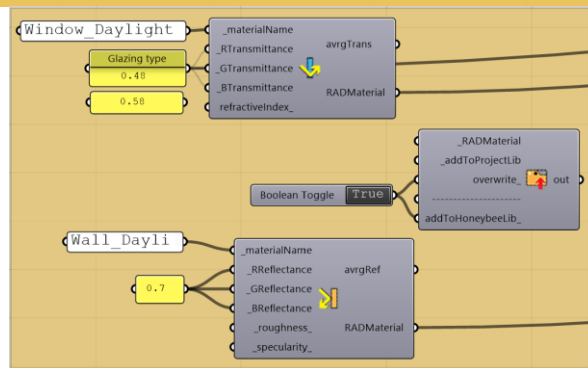 Window_Daylight
Glazing type
0.48
0.58
_materialName
_RTransmittance
_GTransmittance
_BTransmittance
refractiveIndex_
avrgTrans
RADMaterial
Boolean Toggle True
_RADMaterial
_addToProjectLib
overwrite_
----------------------
addToHoneybeeLib_
out
Wall_Dayli
0.7
_materialName
_RReflectance
_GReflectance
_BReflectance
_roughness_
_specularity_
avrgRef
RADMaterial